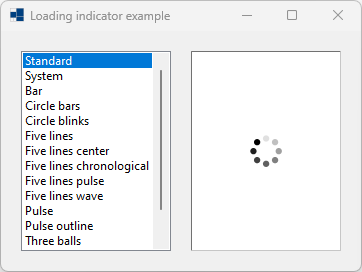 Loading indicator example
Standard
System
Bar
Circle bars
Circle blinks
Five lines
Five lines center
Five lines chronological
Five lines pulse
Five lines wave
Pulse
Pulse outline
Three balls